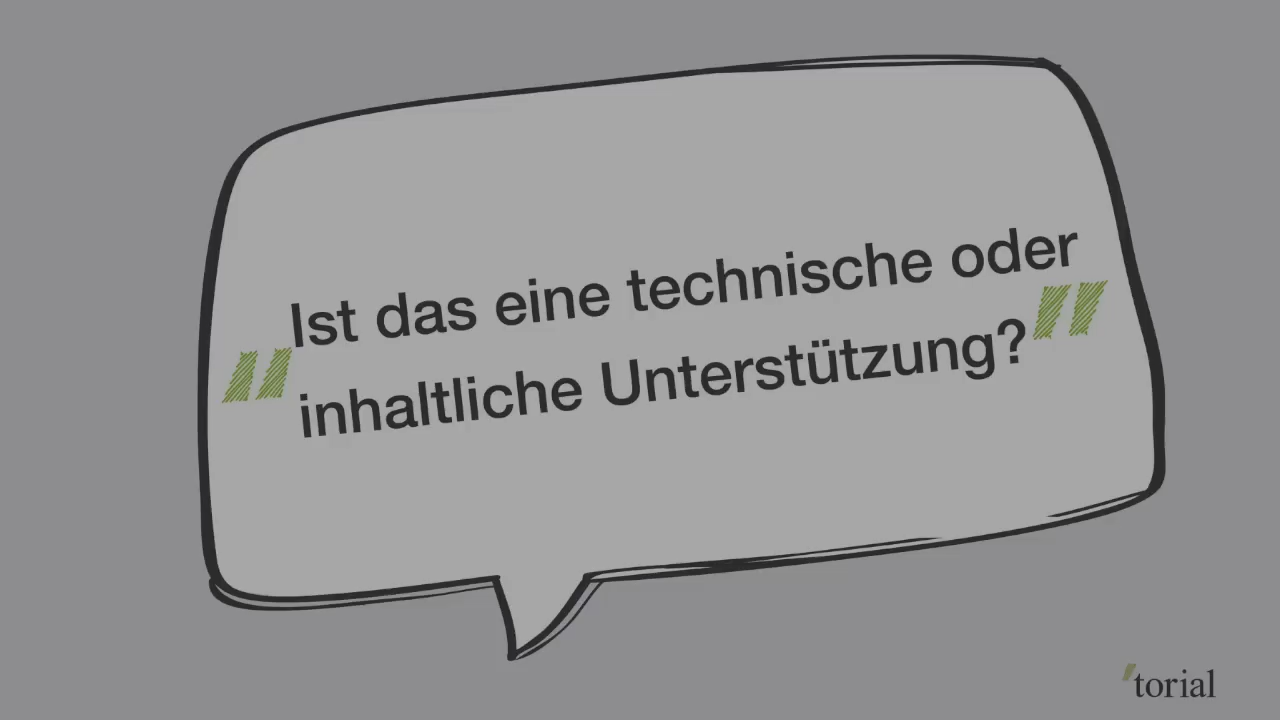 Ist das eine technische oder
inhaltliche Unterstützung?
'torial